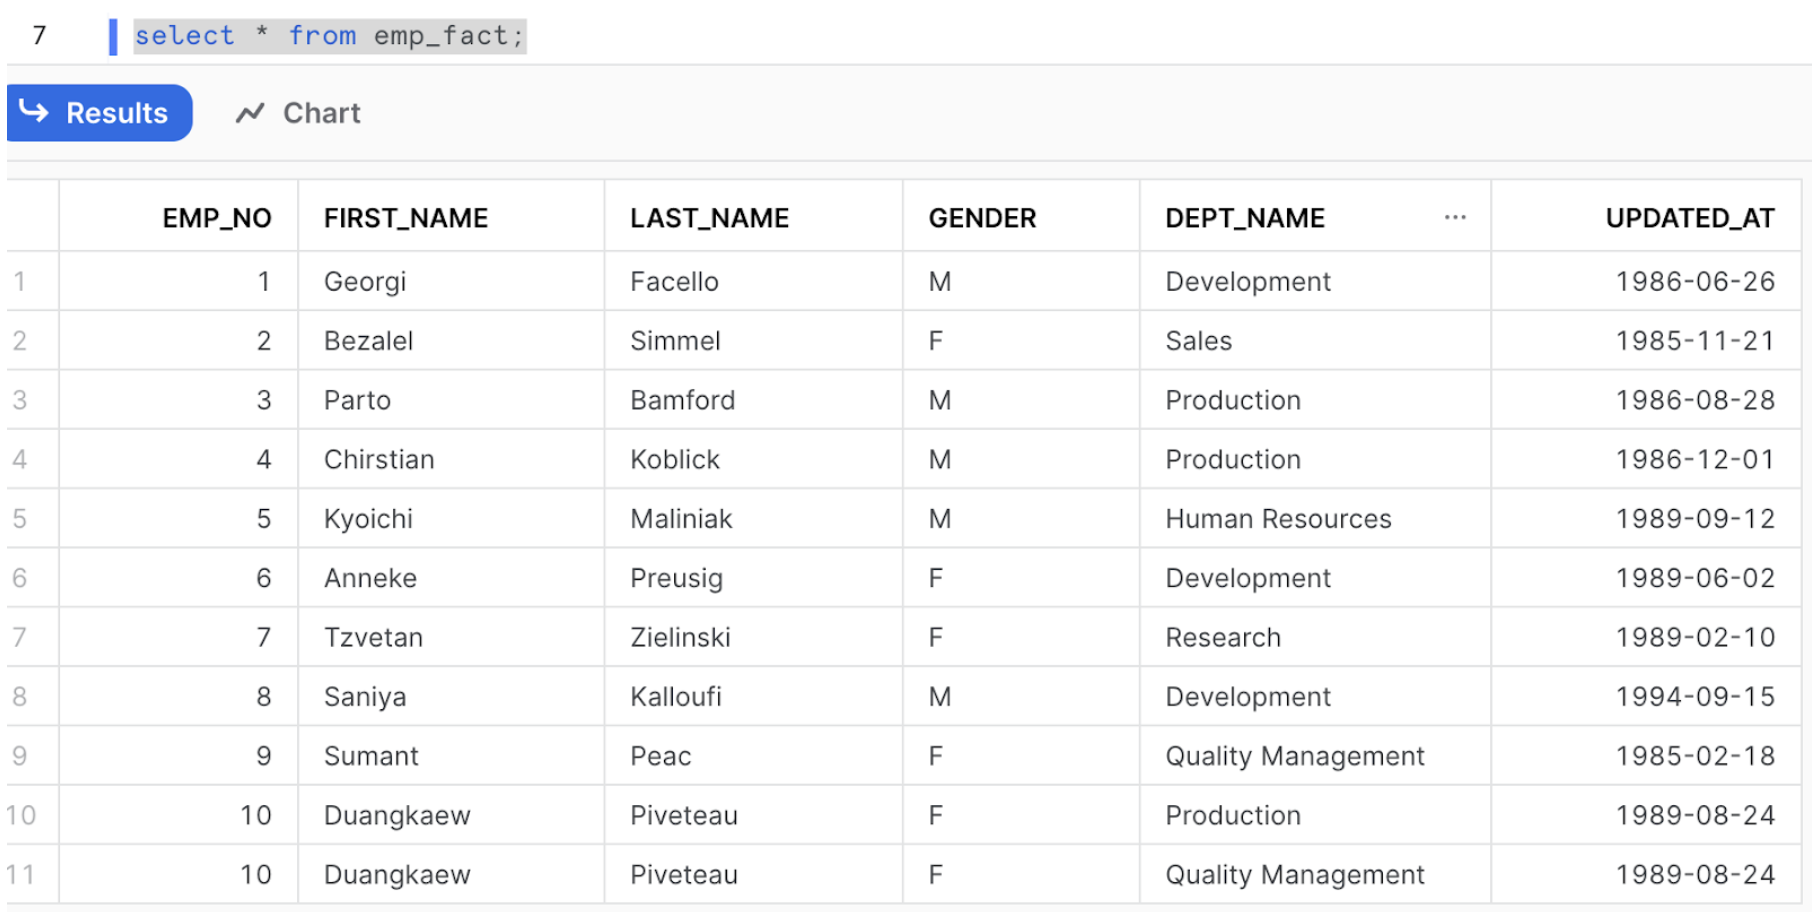 7 select * from emp_fact;
Results Chart
EMP_NO FIRST_NAME LAST_NAME GENDER DEPT_NAME ... UPDATED_AT
1 1 Georgi Facello M Development 1986-06-26
2 2 Bezalel Simmel F Sales 1985-11-21
3 3 Parto Bamford M Production 1986-08-28
4 4 Chirstian Koblick M Production 1986-12-01
5 5 Kyoichi Maliniak M Human Resources 1989-09-12
6 6 Anneke Preusig F Development 1989-06-02
7 7 Tzvetan Zielinski F Research 1989-02-10
8 8 Saniya Kalloufi M Development 1994-09-15
9 9 Sumant Peac F Quality Management 1985-02-18
10 10 Duangkaew Piveteau F Production 1989-08-24
11 10 Duangkaew Piveteau F Quality Management 1989-08-24